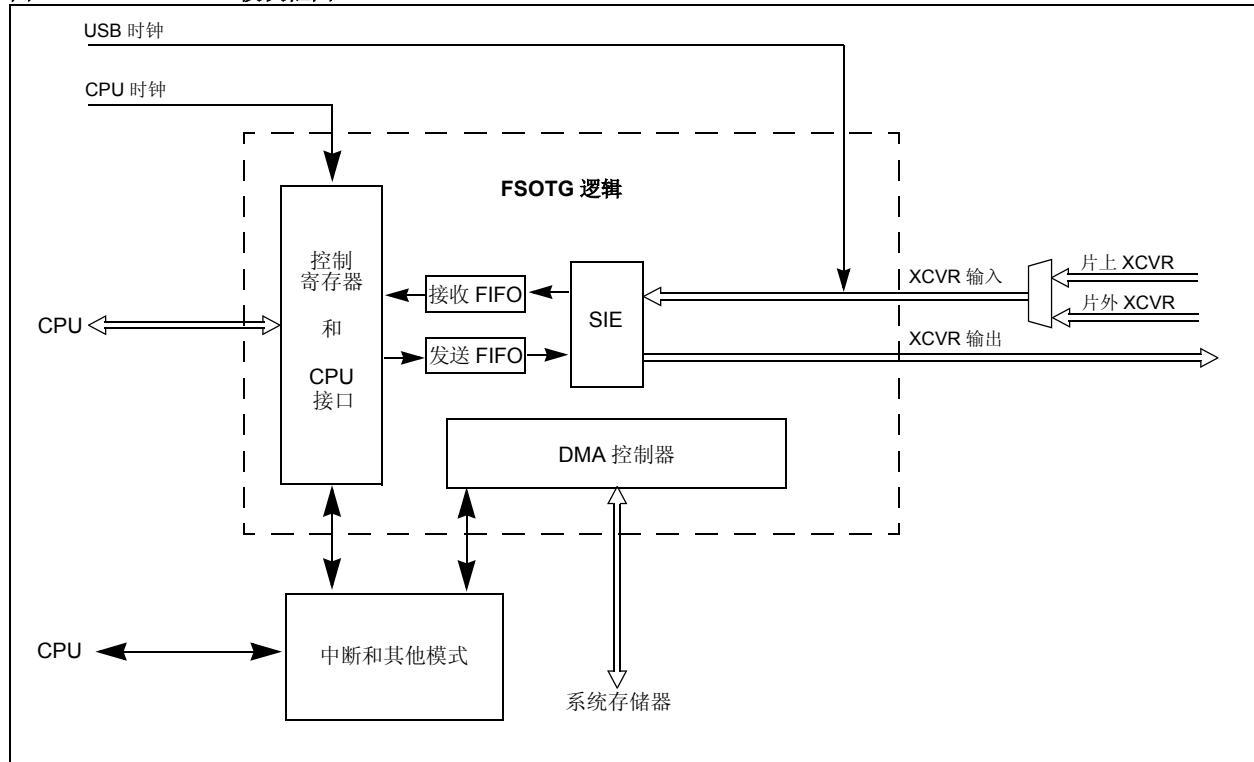 USB 时钟
CPU 时钟
FSOTG 逻辑
控制
寄存器
和
CPU
接口
接收 FIFO
发送 FIFO
SIE
XCVR 输入
片上 XCVR
片外 XCVR
XCVR 输出
CPU
DMA 控制器
CPU
中断和其他模式
系统存储器